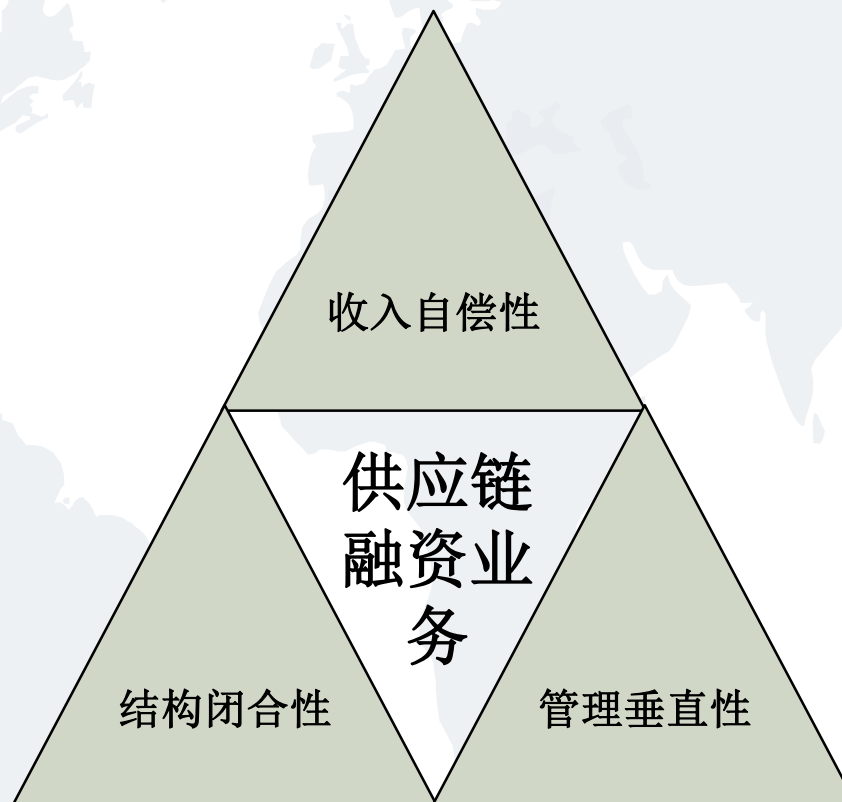 收入自偿性
供应链
融资业
务
结构闭合性
管理垂直性